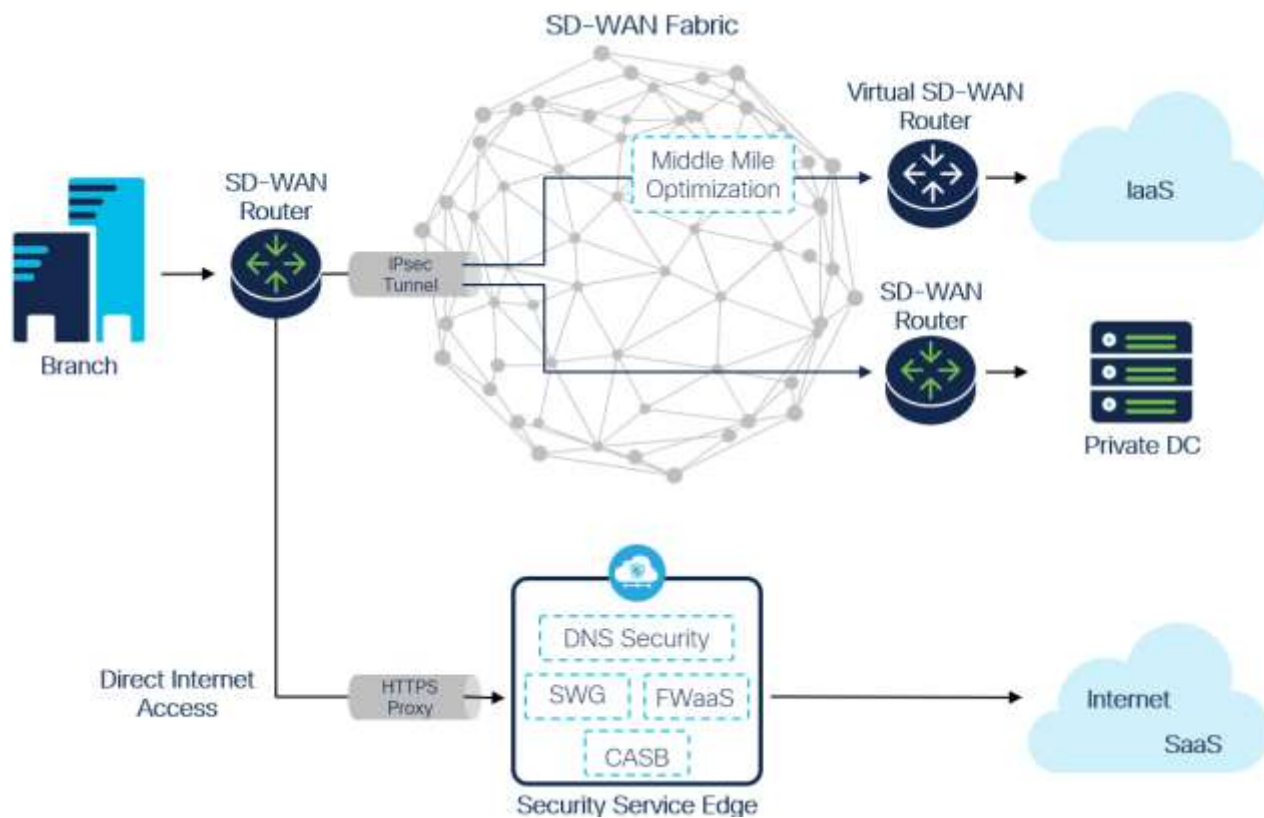 SD-WAN Fabric
Virtual SD-WAN
Router
Middle Mile
Optimization
IaaS
SD-WAN
Router
IPsec
Tunnel
Branch
SD-WAN
Router
Private DC
DNS Security
SWG
FWaaS
CASB
Security Service Edge
Direct Internet
Access
HTTPS
Proxy
Internet
SaaS